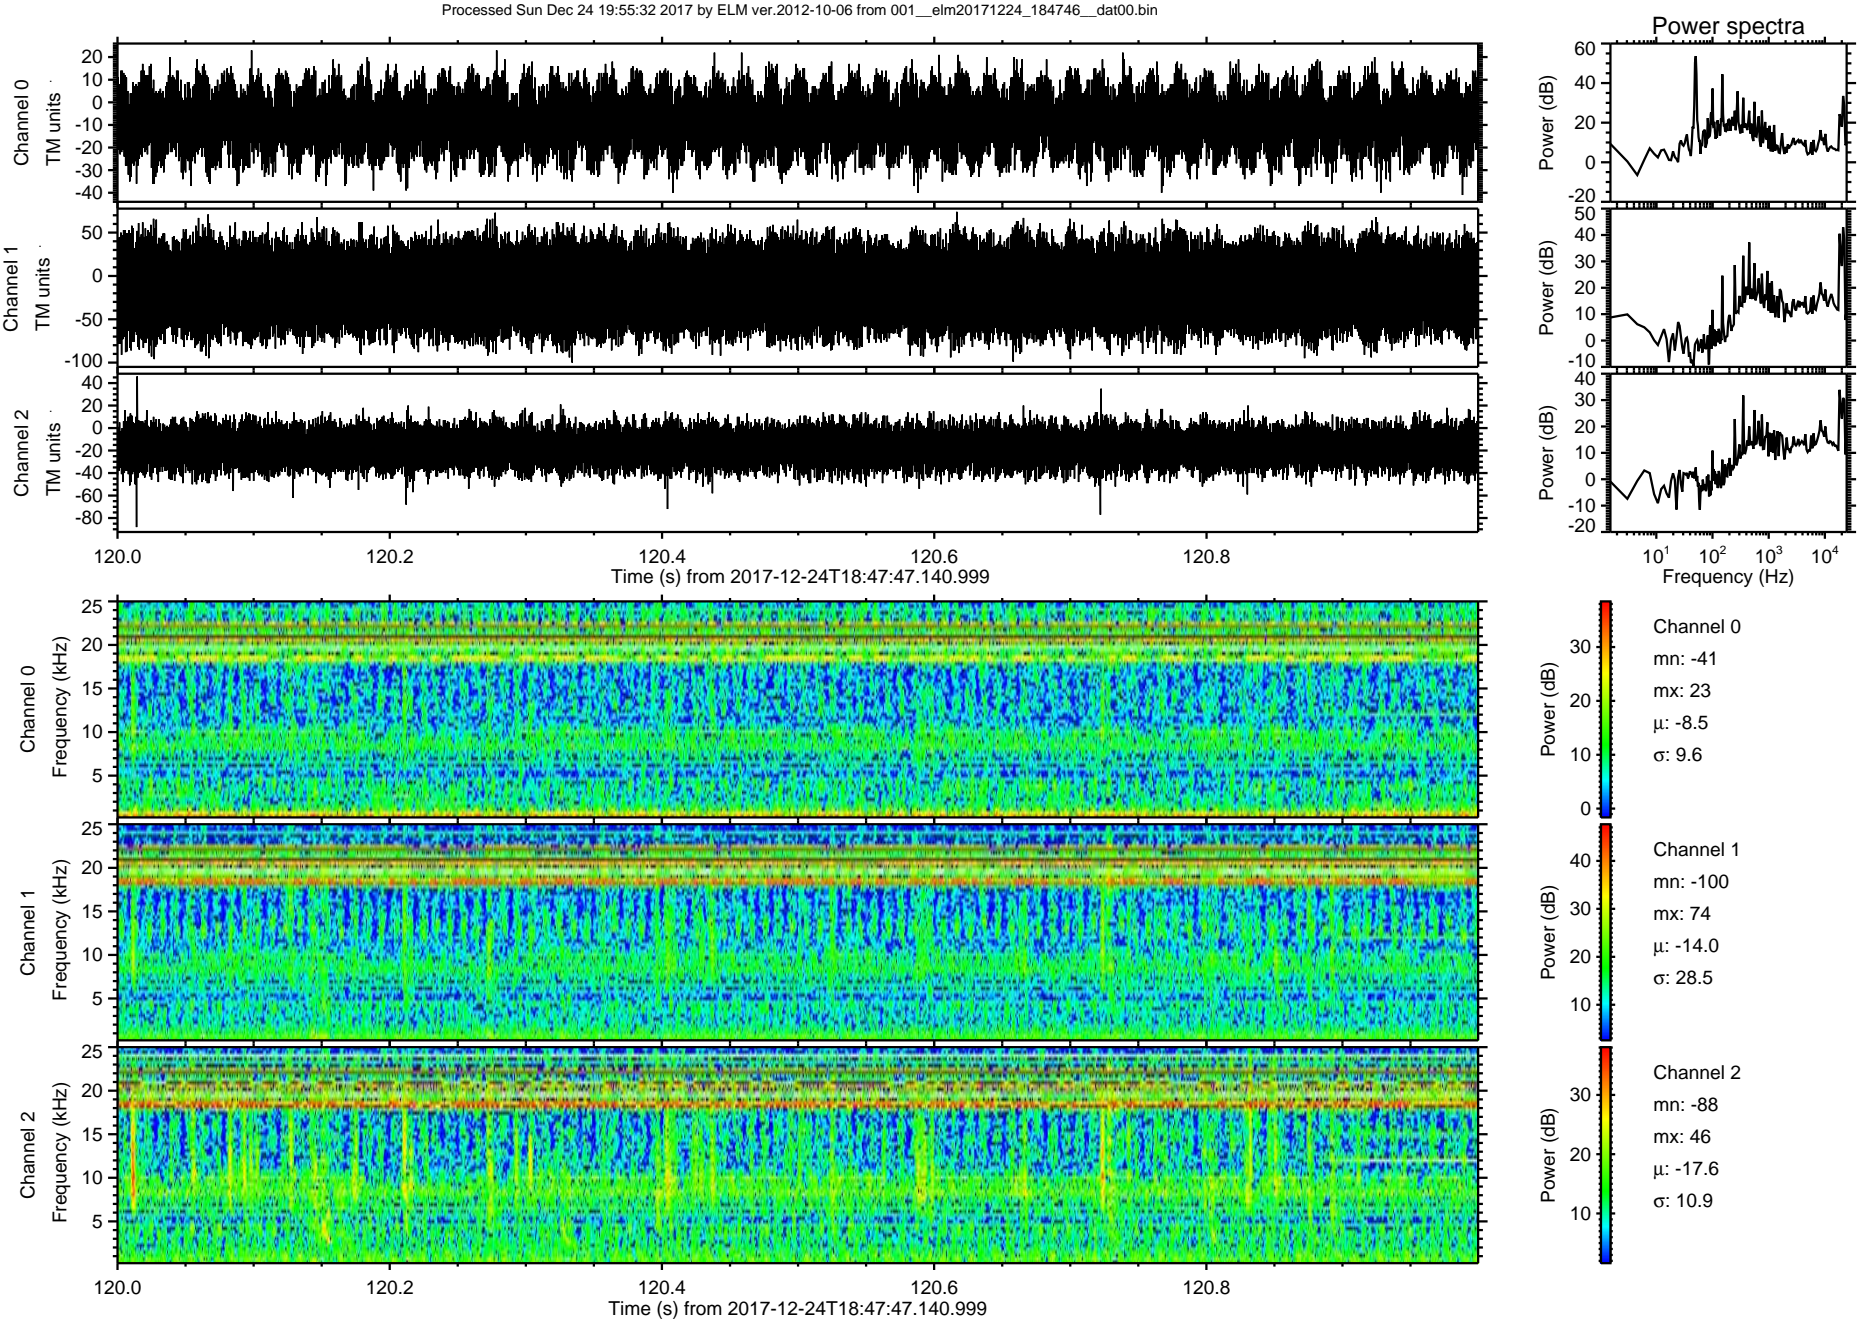 Processed Sun Dec 24 19:55:32 2017 by ELM ver.2012-10-06 from 001__elm20171224_184746__dat00.bin
Power spectra
Channel 0
TM units
20
10
0
-10
-20
-30
-40
Power (dB)
60
40
20
0
-20
Channel 1
TM units
50
0
-50
-100
Power (dB)
50
40
30
20
10
0
-10
Channel 2
TM units
40
20
0
-20
-40
-60
-80
Power (dB)
40
30
20
10
0
-10
-20
120.0 120.2 120.4 120.6 120.8
Time (s) from 2017-12-24T18:47:47.140.999
10^1 10^2 10^3 10^4
Frequency (Hz)
Channel 0
Frequency (kHz)
25
20
15
10
5
Power (dB)
30
20
10
0
Channel 0
mn: -41
mx: 23
μ: -8.5
σ: 9.6
Channel 1
Frequency (kHz)
25
20
15
10
5
Power (dB)
40
30
20
10
Channel 1
mn: -100
mx: 74
μ: -14.0
σ: 28.5
Channel 2
Frequency (kHz)
25
20
15
10
5
Power (dB)
30
20
10
Channel 2
mn: -88
mx: 46
μ: -17.6
σ: 10.9
120.0 120.2 120.4 120.6 120.8
Time (s) from 2017-12-24T18:47:47.140.999